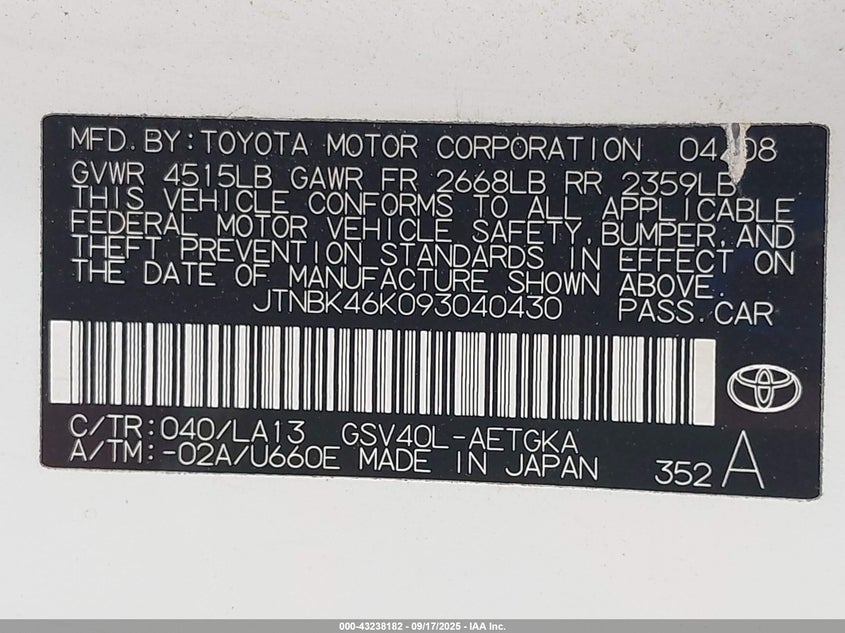 MFD. BY: TOYOTA MOTOR CORPORATION 04/08
GVWR 4515LB GAWR FR 2668LB RR 2359LB
THIS VEHICLE CONFORMS TO ALL APPLICABLE
FEDERAL MOTOR VEHICLE SAFETY, BUMPER, AND
THEFT PREVENTION STANDARDS IN EFFECT ON
THE DATE OF MANUFACTURE SHOWN ABOVE.
JTNBK46K093040430 PASS. CAR
C/TR: 040/LA13 GSV40L-AETGKA
A/TM: -02A/U660E MADE IN JAPAN 352 A
000-43238182 - 09/17/2025 - IAA Inc.